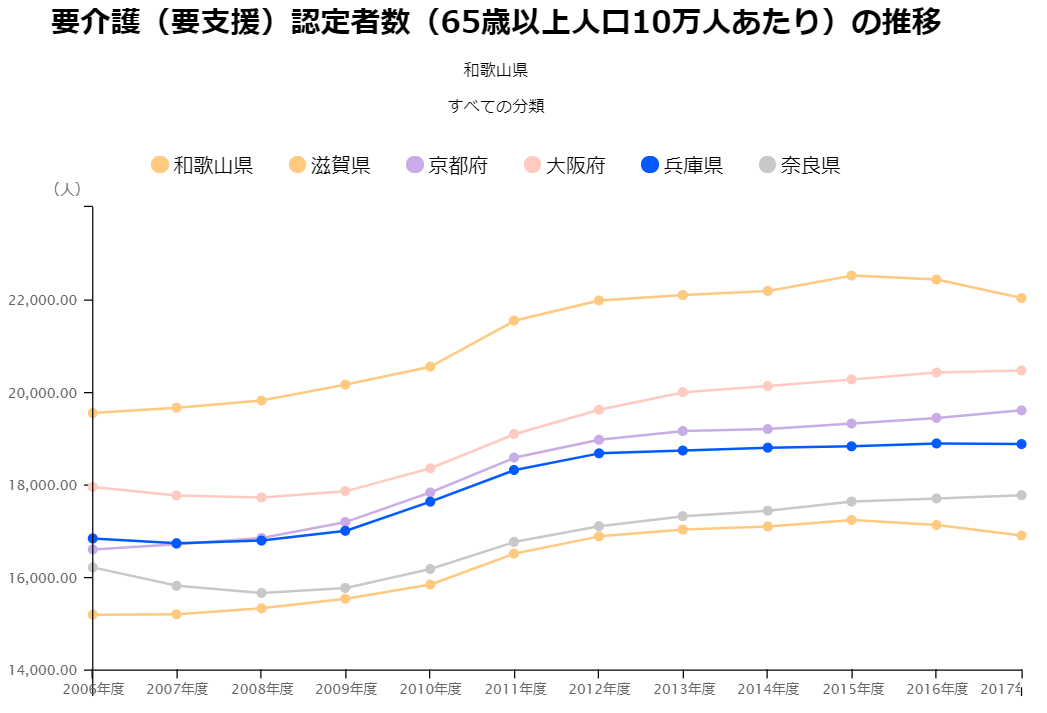 要介護（要支援）認定者数（65歳以上人口10万人あたり）の推移
和歌山県
すべての分類
和歌山県 滋賀県 京都府 大阪府 兵庫県 奈良県
（人）
22,000.00
20,000.00
18,000.00
16,000.00
14,000.00
2006年度 2007年度 2008年度 2009年度 2010年度 2011年度 2012年度 2013年度 2014年度 2015年度 2016年度 2017年